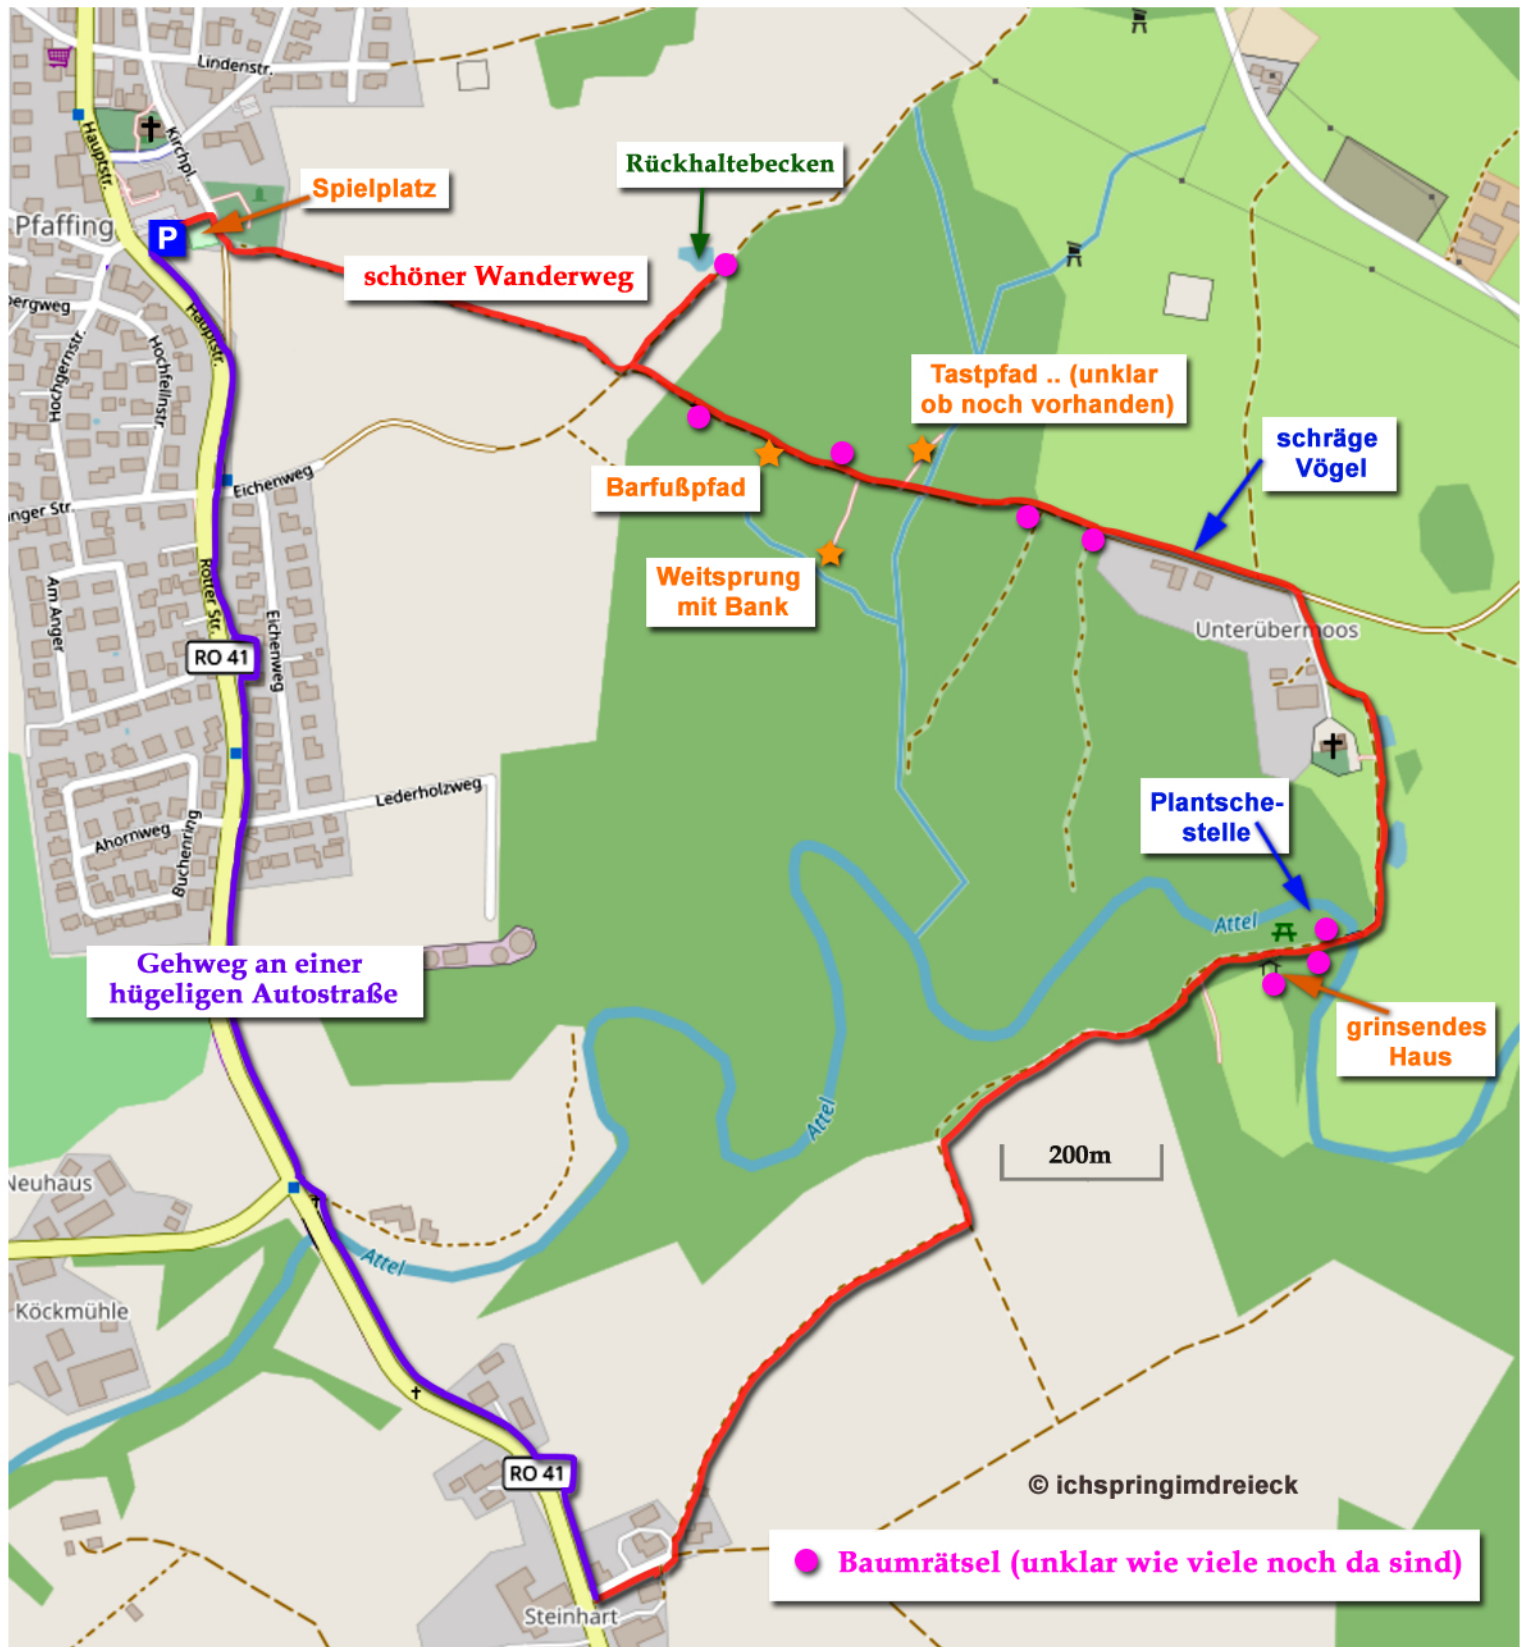 Lindenstr.
Hauptstr.
Kirchpl.
Rückhaltebecken
Spielplatz
Pfaffing
P
schöner Wanderweg
ergweg
Hauptstr.
Hochgernstr.
Hochfellnstr.
Tastpfad .. (unklar
ob noch vorhanden)
schräge
Vögel
Barfußpfad
Eichenweg
nger Str.
Weitsprung
mit Bank
Rotter Str.
Am Anger
Eichenweg
Unterübermoos
RO 41
Plantsche-
stelle
Lederholzweg
Ahornweg
Buchenring
Attel
Gehweg an einer
hügeligen Autostraße
grinsendes
Haus
Attel
200m
Neuhaus
Attel
Köckmühle
RO 41
© ichspringimdreieck
Baumrätsel (unklar wie viele noch da sind)
Steinhart